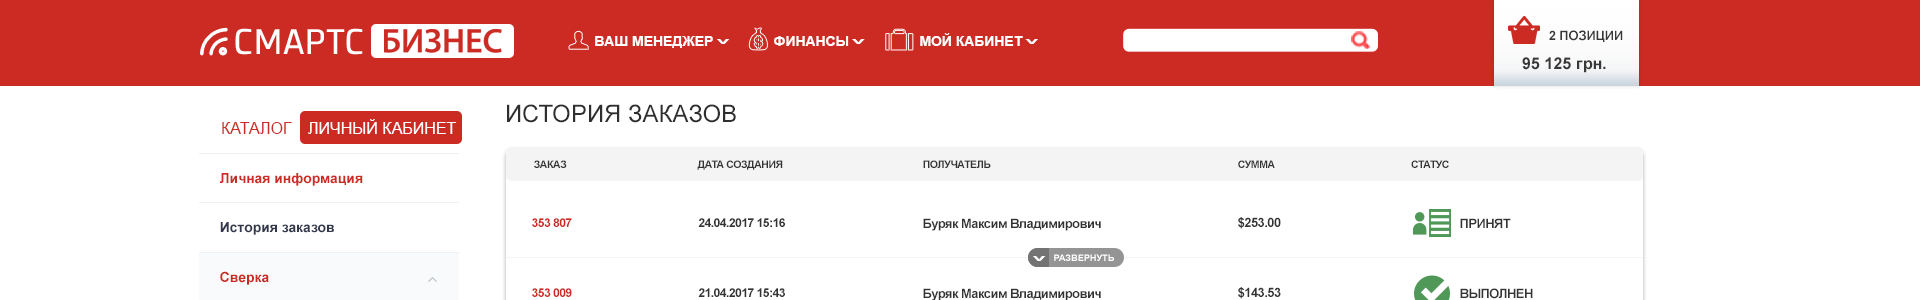 СМАРТС БИЗНЕС
ВАШ МЕНЕДЖЕР
ФИНАНСЫ
МОЙ КАБИНЕТ
2 ПОЗИЦИИ
95 125 грн.
КАТАЛОГ ЛИЧНЫЙ КАБИНЕТ
Личная информация
История заказов
Сверка
ИСТОРИЯ ЗАКАЗОВ
ЗАКАЗ ДАТА СОЗДАНИЯ ПОЛУЧАТЕЛЬ СУММА СТАТУС
353 807 24.04.2017 15:16 Буряк Максим Владимирович $253.00 ПРИНЯТ
РАЗВЕРНУТЬ
353 009 21.04.2017 15:43 Буряк Максим Владимирович $143.53 ВЫПОЛНЕН